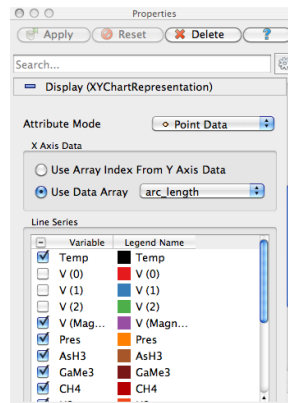 Properties
Apply Reset Delete ?
Search...
Display (XYChartRepresentation)
Attribute Mode Point Data
X Axis Data
Use Array Index From Y Axis Data
Use Data Array arc_length
Line Series
Variable Legend Name
Temp Temp
V (0) V (0)
V (1) V (1)
V (2) V (2)
V (Mag... V (Magn...
Pres Pres
AsH3 AsH3
GaMe3 GaMe3
CH4 CH4